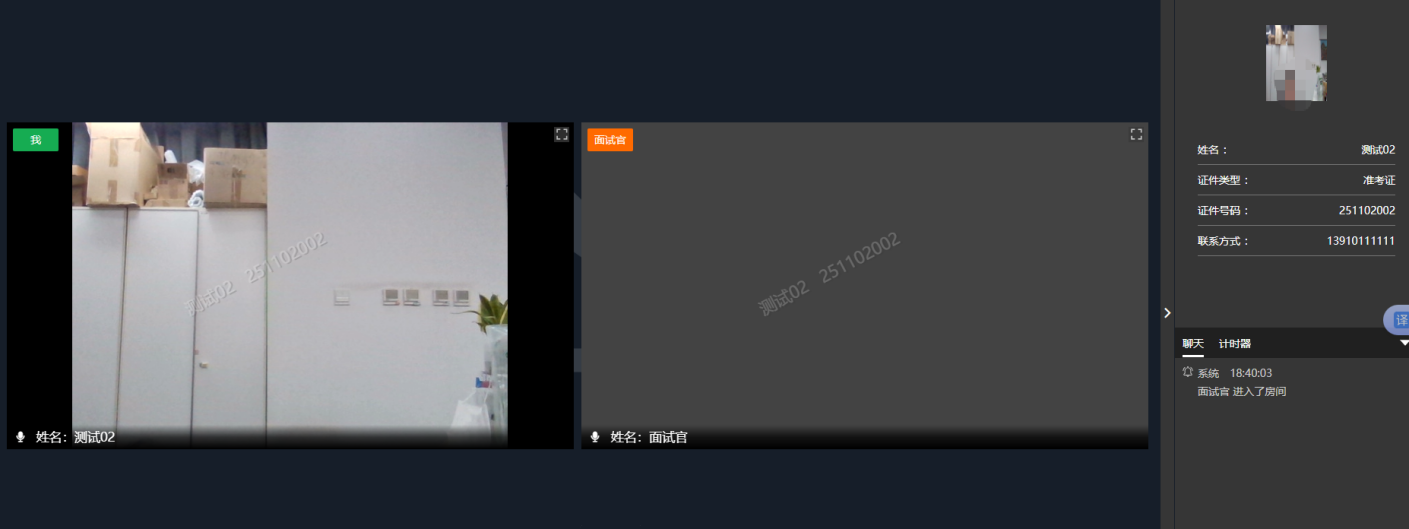 我
测试02 251102002
姓名：测试02
面试官
测试02 251102002
姓名：面试官
姓名： 测试02
证件类型： 准考证
证件号码： 251102002
联系方式： 13910111111
译
聊天 计时器
系统 18:40:03
面试官 进入了房间